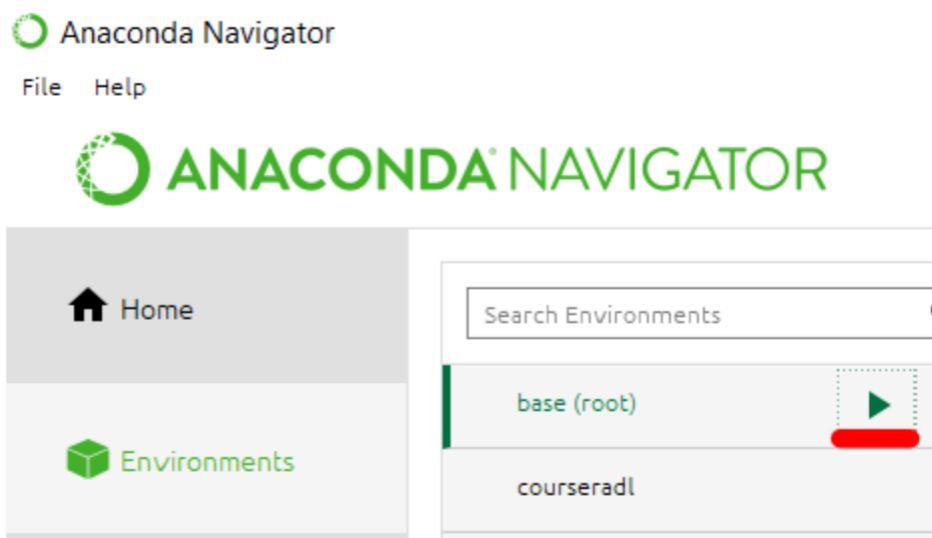 Anaconda Navigator
File Help
ANACONDA NAVIGATOR
Home
Search Environments
base (root)
Environments
courseradl